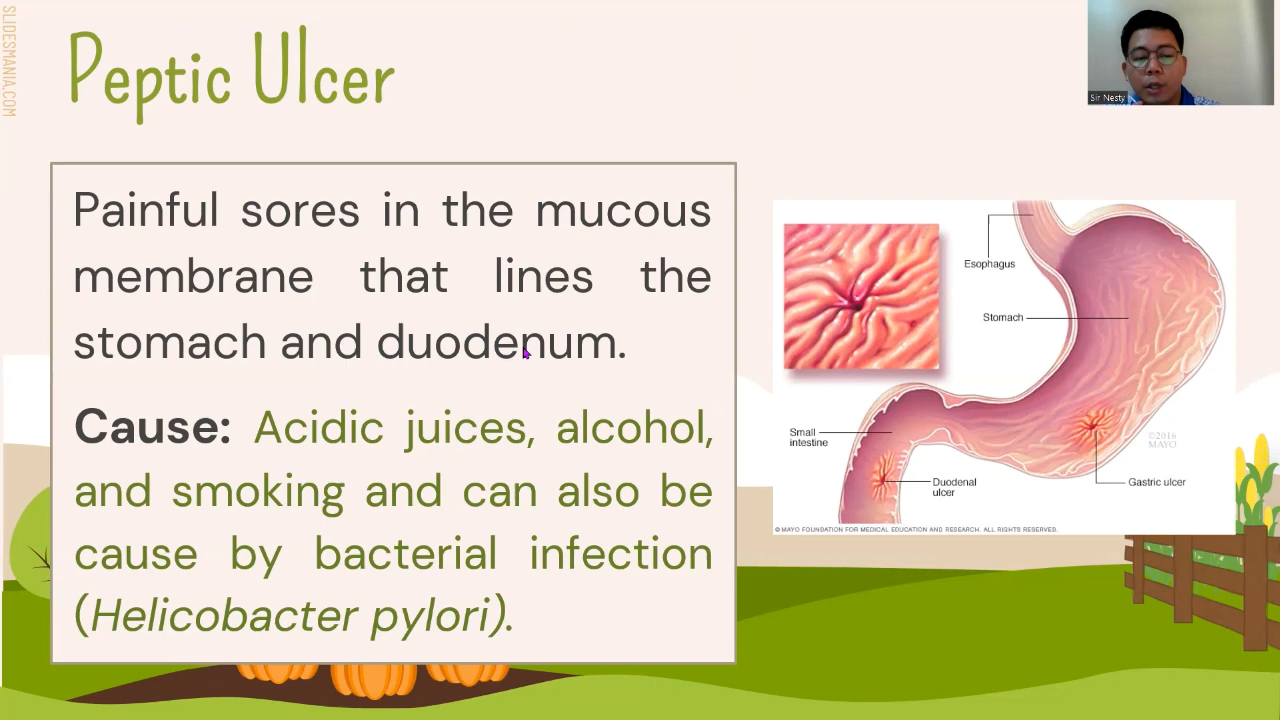 SLIDESMANIA.COM
Peptic Ulcer
Sir Nesty
Painful sores in the mucous
membrane that lines the
stomach and duodenum.
Cause: Acidic juices, alcohol,
and smoking and can also be
cause by bacterial infection
(Helicobacter pylori).
Esophagus
Stomach
Small
intestine
Duodenal
ulcer
Gastric ulcer
©2016
MAYO
© MAYO FOUNDATION FOR MEDICAL EDUCATION AND RESEARCH. ALL RIGHTS RESERVED.